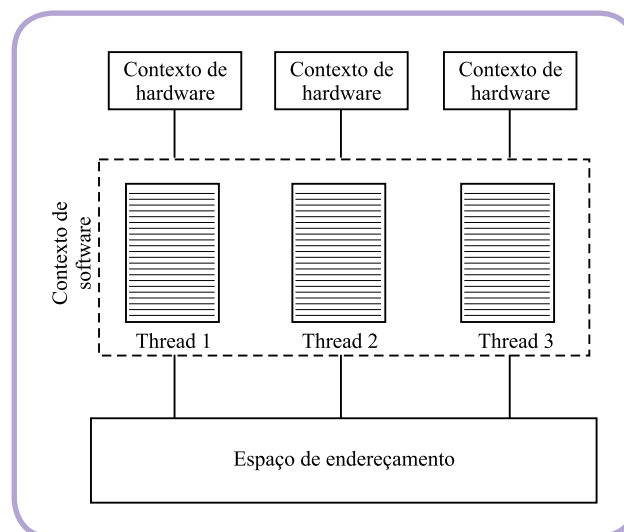 Contexto de
hardware
Contexto de
hardware
Contexto de
hardware
Contexto de
software
Thread 1
Thread 2
Thread 3
Espaço de endereçamento